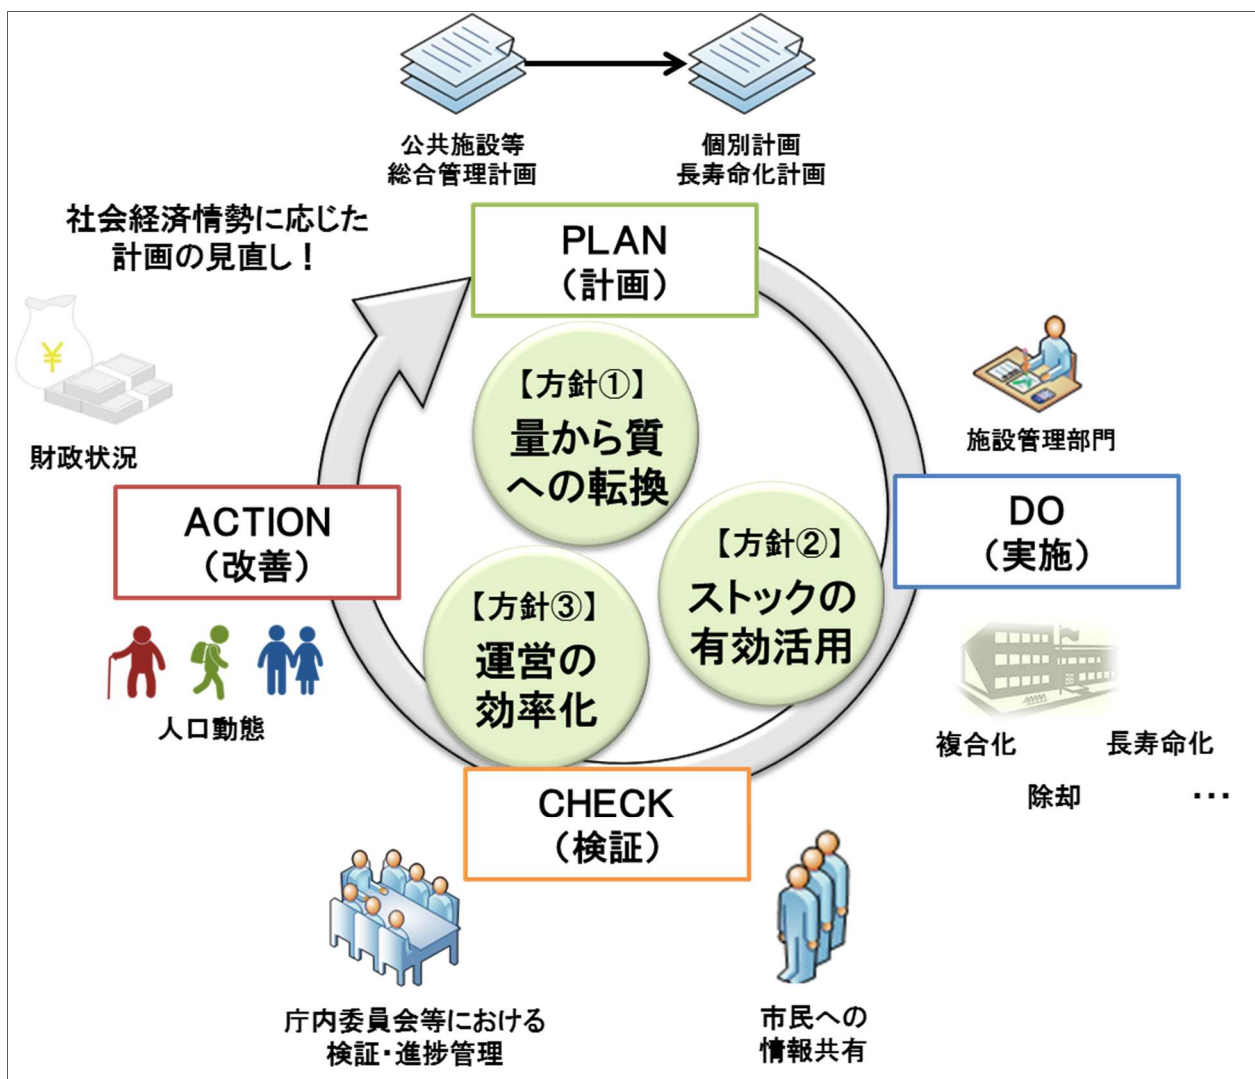 公共施設等
総合管理計画
個別計画
長寿命化計画
社会経済情勢に応じた
計画の見直し！
PLAN
（計画）
￥
財政状況
【方針①】
量から質
への転換
施設管理部門
ACTION
（改善）
DO
（実施）
【方針②】
ストックの
有効活用
【方針③】
運営の
効率化
人口動態
複合化
長寿命化
除却
…
CHECK
（検証）
庁内委員会等における
検証・進捗管理
市民への
情報共有